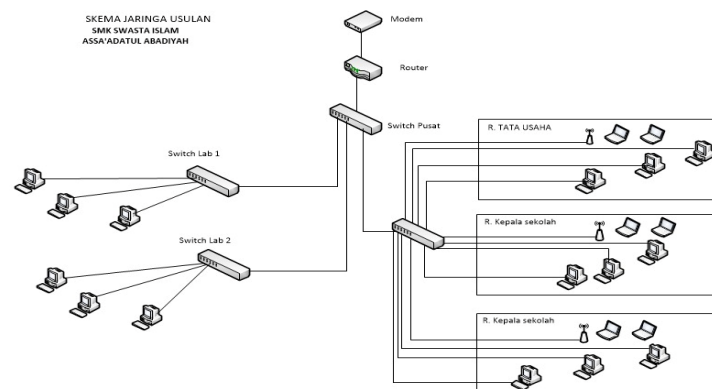 SKEMA JARINGA USULAN
SMK SWASTA ISLAM
ASSA'ADATUL ABADIYAH
Modem
Router
Switch Pusat
Switch Lab 1
Switch Lab 2
R. TATA USAHA
R. Kepala sekolah
R. Kepala sekolah